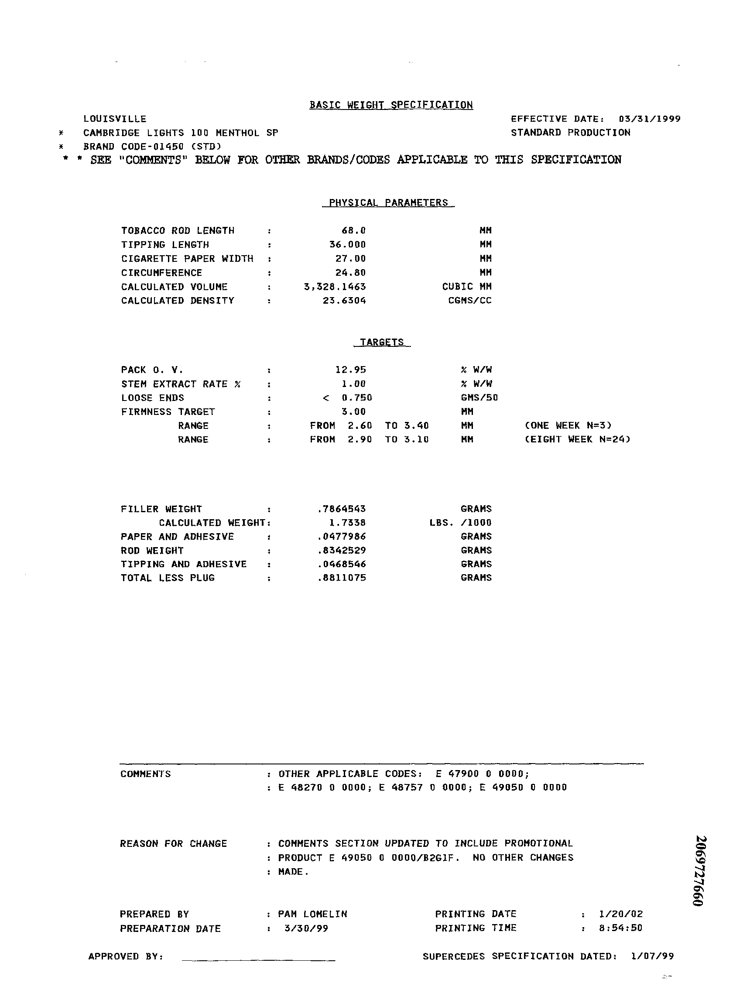 BASIC WEIGHT SPECIFICATION
LOUISVILLE EFFECTIVE DATE: 03/31/1999
* CAMBRIDGE LIGHTS 100 MENTHOL SP STANDARD PRODUCTION
* BRAND CODE-01450 (STD)
* * SEE "COMMENTS" BELOW FOR OTHER BRANDS/CODES APPLICABLE TO THIS SPECIFICATION
PHYSICAL PARAMETERS
TOBACCO ROD LENGTH : 68.0 MM
TIPPING LENGTH : 36.000 MM
CIGARETTE PAPER WIDTH : 27.00 MM
CIRCUMFERENCE : 24.80 MM
CALCULATED VOLUME : 3,328.1463 CUBIC MM
CALCULATED DENSITY : 23.6304 CGMS/CC
TARGETS
PACK O. V. : 12.95 % W/W
STEM EXTRACT RATE % : 1.00 % W/W
LOOSE ENDS : < 0.750 GMS/50
FIRMNESS TARGET : 3.00 MM
RANGE : FROM 2.60 TO 3.40 MM (ONE WEEK N=3)
RANGE : FROM 2.90 TO 3.10 MM (EIGHT WEEK N=24)
FILLER WEIGHT : .7864543 GRAMS
CALCULATED WEIGHT: 1.7338 LBS. /1000
PAPER AND ADHESIVE : .0477986 GRAMS
ROD WEIGHT : .8342529 GRAMS
TIPPING AND ADHESIVE : .0468546 GRAMS
TOTAL LESS PLUG : .8811075 GRAMS
COMMENTS : OTHER APPLICABLE CODES: E 47900 0 0000;
: E 48270 0 0000; E 48757 0 0000; E 49050 0 0000
REASON FOR CHANGE : COMMENTS SECTION UPDATED TO INCLUDE PROMOTIONAL
: PRODUCT E 49050 0 0000/B2G1F. NO OTHER CHANGES
: MADE.
PREPARED BY : PAM LOMELIN PRINTING DATE : 1/20/02
PREPARATION DATE : 3/30/99 PRINTING TIME : 8:54:50
APPROVED BY: SUPERCEDES SPECIFICATION DATED: 1/07/99
2069727660